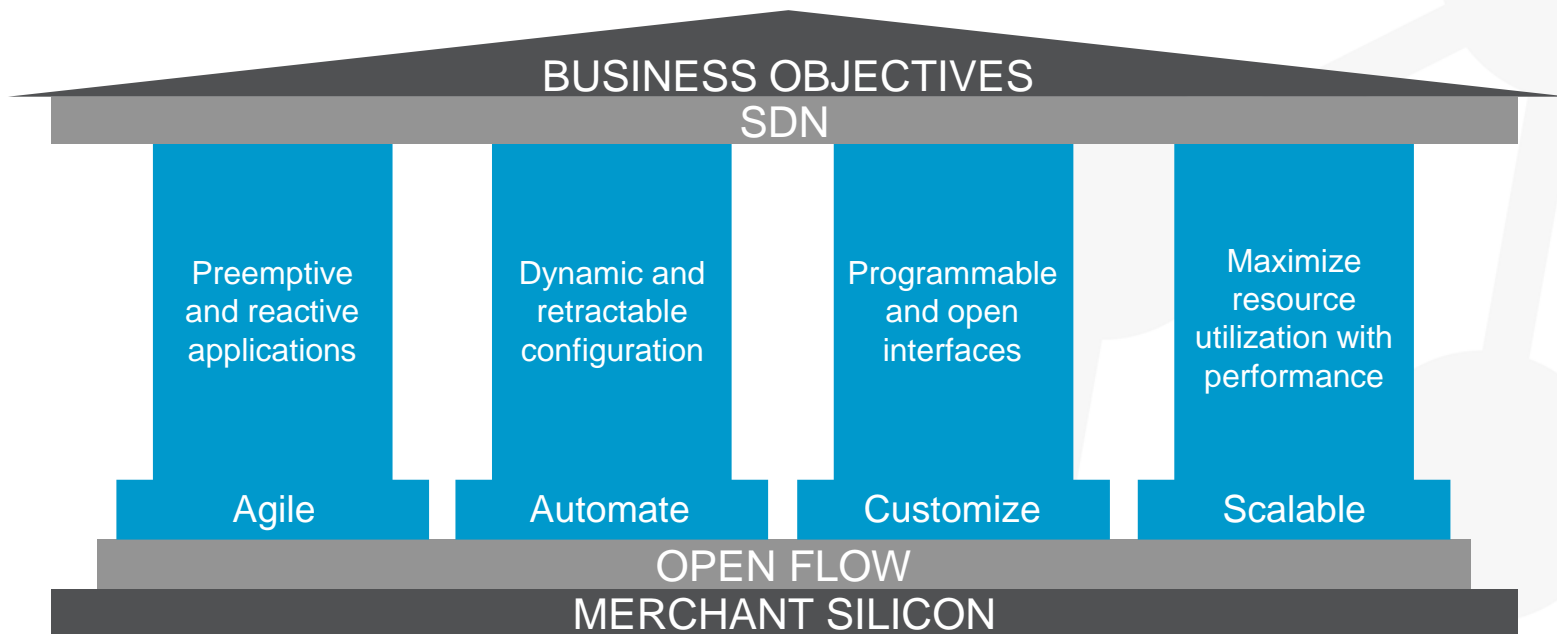 BUSINESS OBJECTIVES
SDN
Preemptive
and reactive
applications
Dynamic and
retractable
configuration
Programmable
and open
interfaces
Maximize
resource
utilization with
performance
Agile
Automate
Customize
Scalable
OPEN FLOW
MERCHANT SILICON